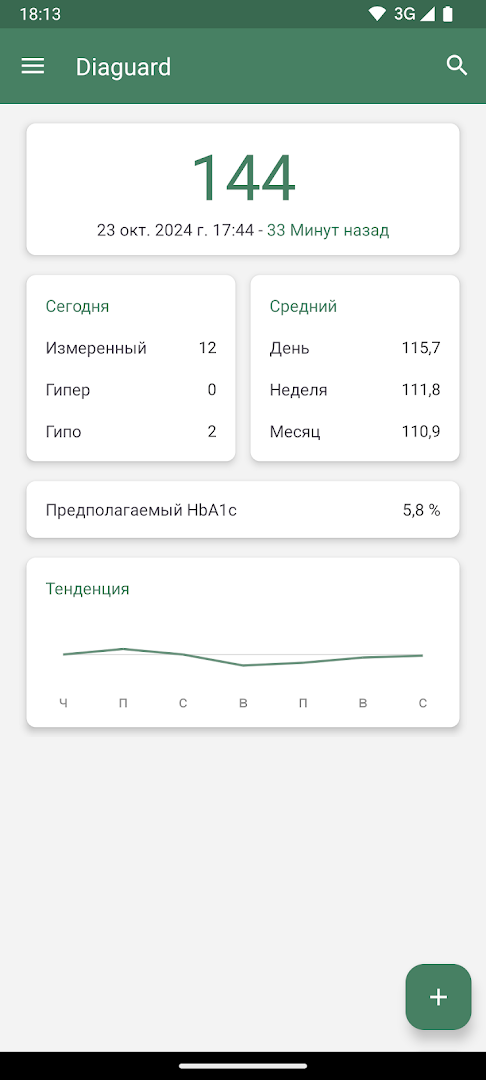 18:13 3G
Diaguard
144
23 окт. 2024 г. 17:44 - 33 Минут назад
Сегодня
Измеренный 12
Гипер 0
Гипо 2
Средний
День 115,7
Неделя 111,8
Месяц 110,9
Предполагаемый HbA1c 5,8 %
Тенденция
ч п с в п в с
+